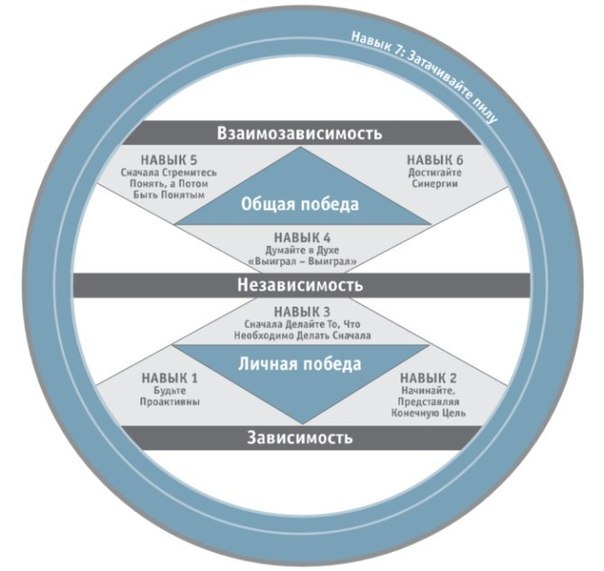 Навык 7: Затачивайте пилу
Взаимозависимость
НАВЫК 5
Сначала Стремитесь
Понять, а Потом
Быть Понятым
НАВЫК 6
Достигайте
Синергии
Общая победа
НАВЫК 4
Думайте в Духе
«Выиграл – Выиграл»
Независимость
НАВЫК 3
Сначала Делайте То, Что
Необходимо Делать Сначала
Личная победа
НАВЫК 1
Будьте
Проактивны
НАВЫК 2
Начинайте,
Представляя
Конечную Цель
Зависимость